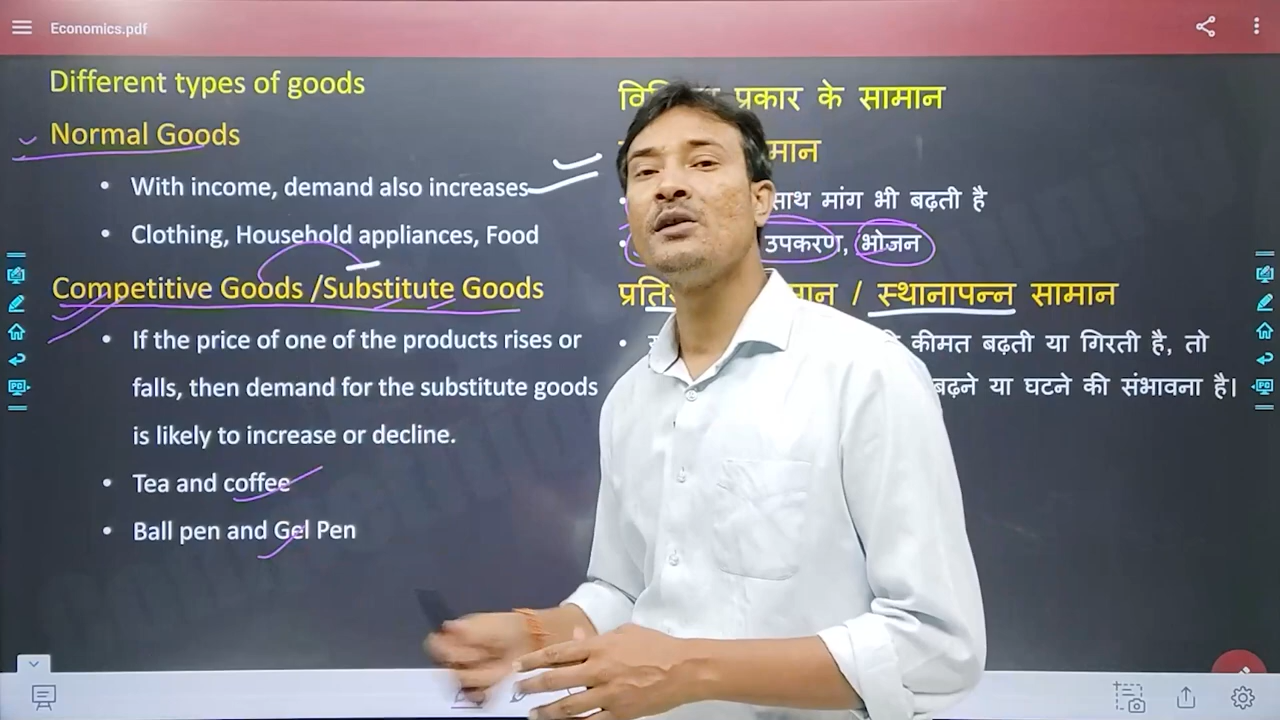 Economics.pdf
Different types of goods
Normal Goods
• With income, demand also increases
• Clothing, Household appliances, Food
Competitive Goods /Substitute Goods
• If the price of one of the products rises or
falls, then demand for the substitute goods
is likely to increase or decline.
• Tea and coffee
• Ball pen and Gel Pen
प्रकार के सामान
साथ मांग भी बढ़ती है
उपकरण, भोजन
/ स्थानापन्न सामान
कीमत बढ़ती या गिरती है, तो
बढ़ने या घटने की संभावना है।